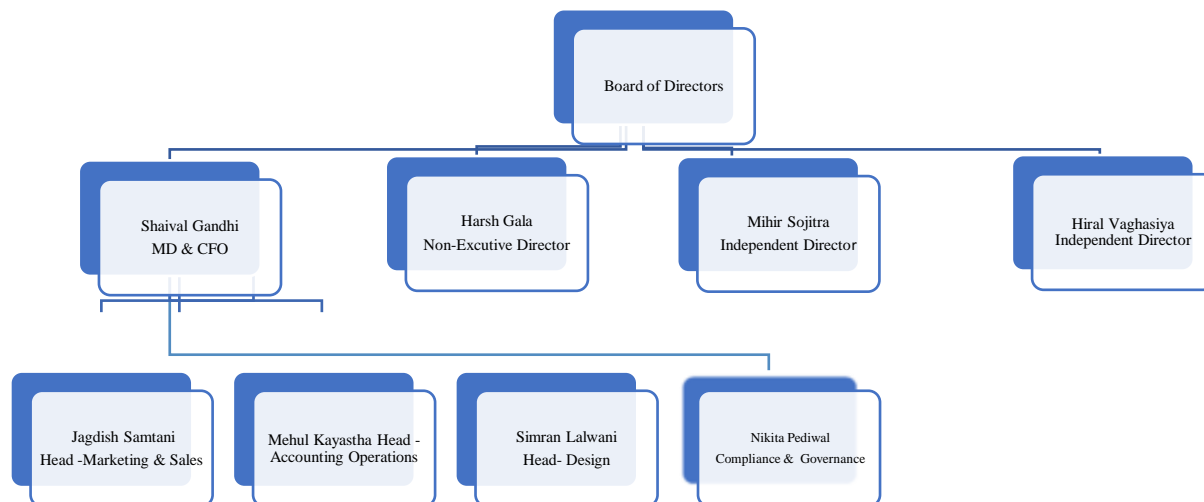 Board of Directors
Shaival Gandhi
MD & CFO
Harsh Gala
Non-Excutive Director
Mihir Sojitra
Independent Director
Hiral Vaghasiya
Independent Director
Jagdish Samtani
Head -Marketing & Sales
Mehul Kayastha Head -
Accounting Operations
Simran Lalwani
Head- Design
Nikita Pediwal
Compliance & Governance